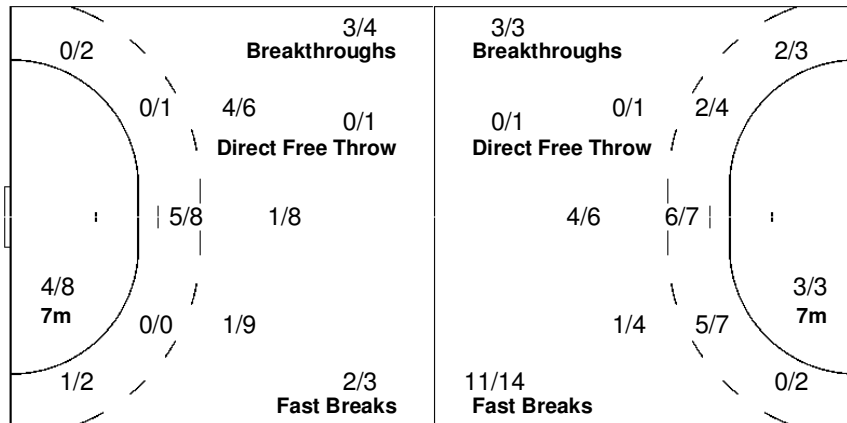 3/4 3/3
0/2 Breakthroughs Breakthroughs 2/3
0/1 4/6 0/1 2/4
0/1 0/1
Direct Free Throw Direct Free Throw
5/8 1/8 4/6 6/7
4/8 3/3
7m 7m
0/0 1/9 1/4 5/7
1/2 2/3 11/14 0/2
Fast Breaks Fast Breaks